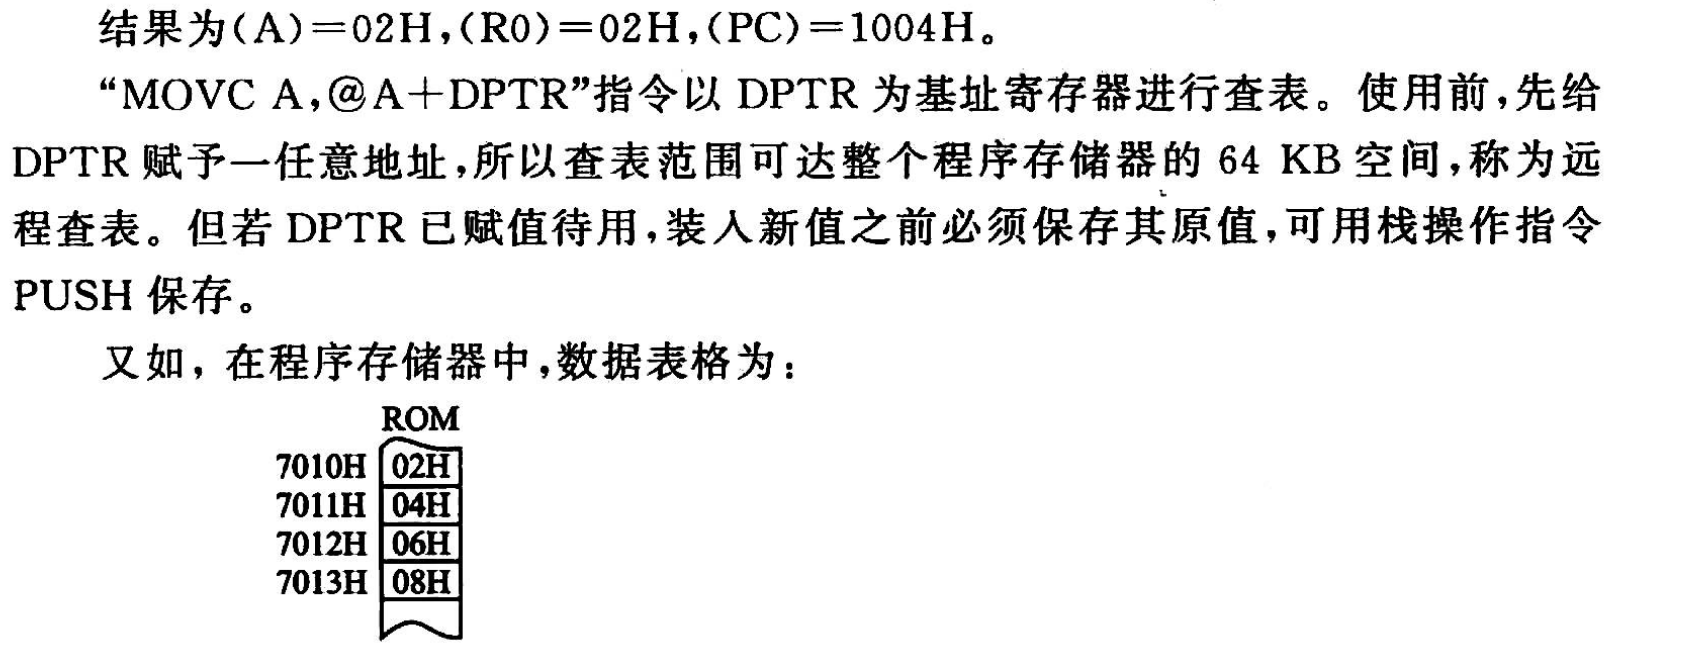 结果为(A)=02H,(R0)=02H,(PC)=1004H。
“MOVC A,@A+DPTR”指令以 DPTR 为基址寄存器进行查表。使用前,先给
DPTR 赋予一任意地址,所以查表范围可达整个程序存储器的 64 KB 空间,称为远
程查表。但若 DPTR 已赋值待用,装入新值之前必须保存其原值,可用栈操作指令
PUSH 保存。
又如，在程序存储器中,数据表格为:
ROM
7010H 02H
7011H 04H
7012H 06H
7013H 08H